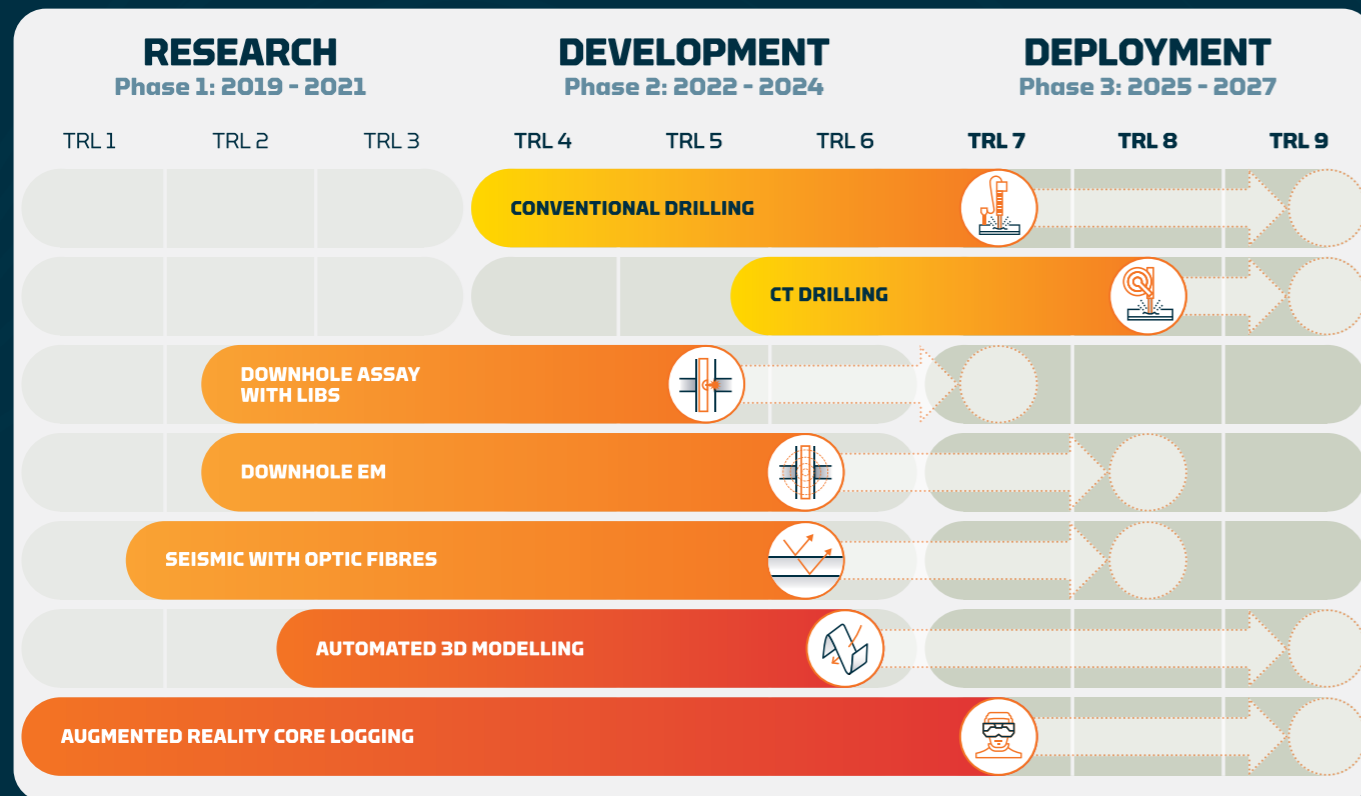 RESEARCH
Phase 1: 2019 - 2021
DEVELOPMENT
Phase 2: 2022 - 2024
DEPLOYMENT
Phase 3: 2025 - 2027
TRL 1
TRL 2
TRL 3
TRL 4
TRL 5
TRL 6
TRL 7
TRL 8
TRL 9
CONVENTIONAL DRILLING
CT DRILLING
DOWNHOLE ASSAY
WITH LIBS
DOWNHOLE EM
SEISMIC WITH OPTIC FIBRES
AUTOMATED 3D MODELLING
AUGMENTED REALITY CORE LOGGING